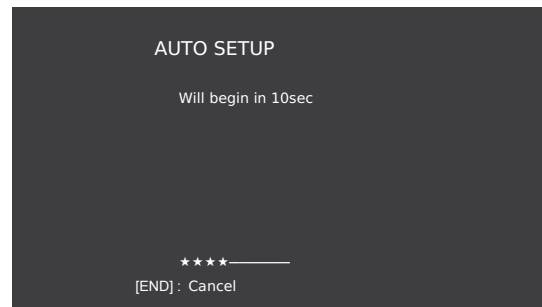 AUTO SETUP
Will begin in 10sec
★★★★──────
[END] : Cancel